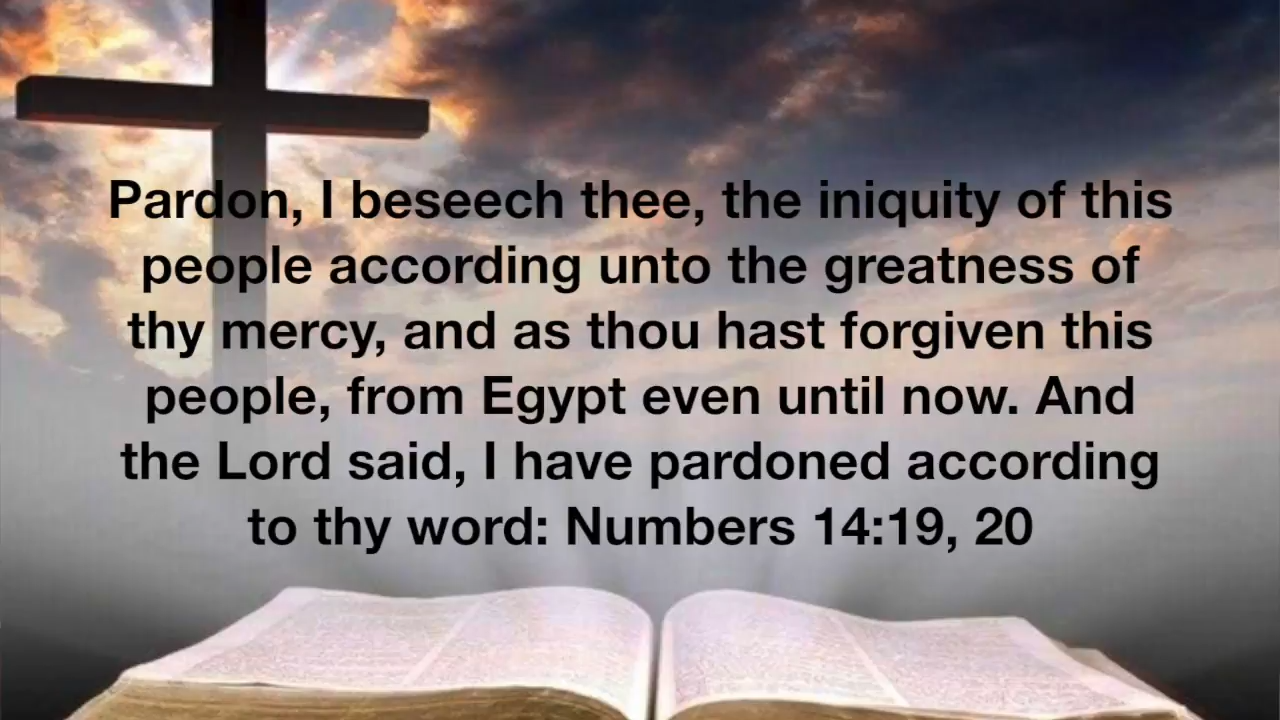 Pardon, I beseech thee, the iniquity of this
people according unto the greatness of
thy mercy, and as thou hast forgiven this
people, from Egypt even until now. And
the Lord said, I have pardoned according
to thy word: Numbers 14:19, 20